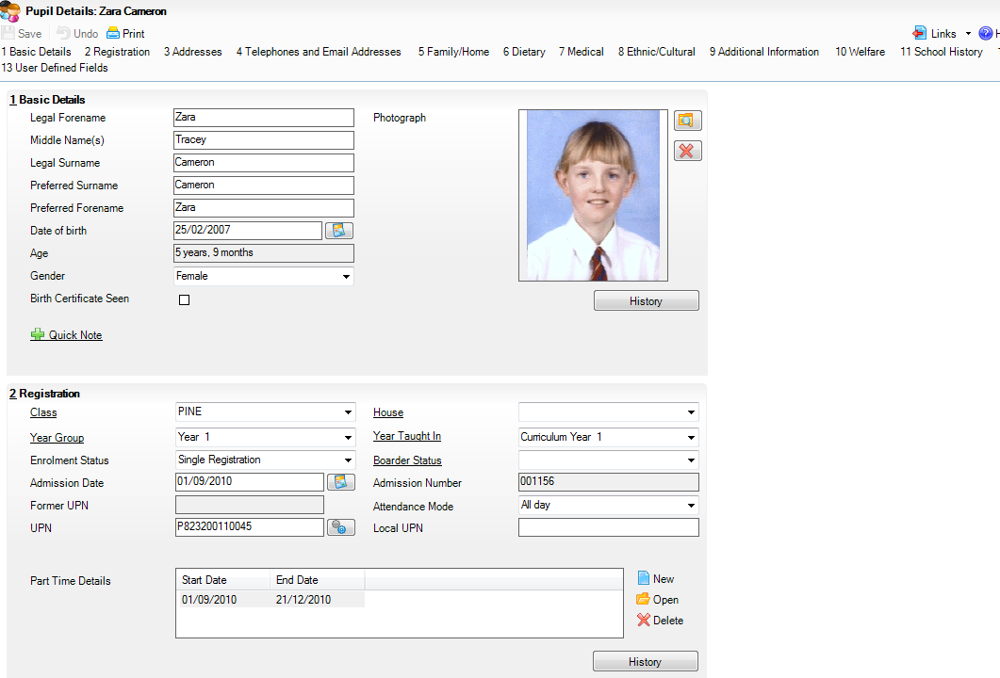 Pupil Details: Zara Cameron
Save Undo Print Links
1 Basic Details 2 Registration 3 Addresses 4 Telephones and Email Addresses 5 Family/Home 6 Dietary 7 Medical 8 Ethnic/Cultural 9 Additional Information 10 Welfare 11 School History
13 User Defined Fields
1 Basic Details
Legal Forename Zara Photograph
Middle Name(s) Tracey
Legal Surname Cameron
Preferred Surname Cameron
Preferred Forename Zara
Date of birth 25/02/2007
Age 5 years, 9 months
Gender Female
Birth Certificate Seen
History
Quick Note
2 Registration
Class PINE House
Year Group Year 1 Year Taught In Curriculum Year 1
Enrolment Status Single Registration Boarder Status
Admission Date 01/09/2010 Admission Number 001156
Former UPN Attendance Mode All day
UPN P823200110045 Local UPN
Part Time Details Start Date End Date New
01/09/2010 21/12/2010 Open
Delete
History